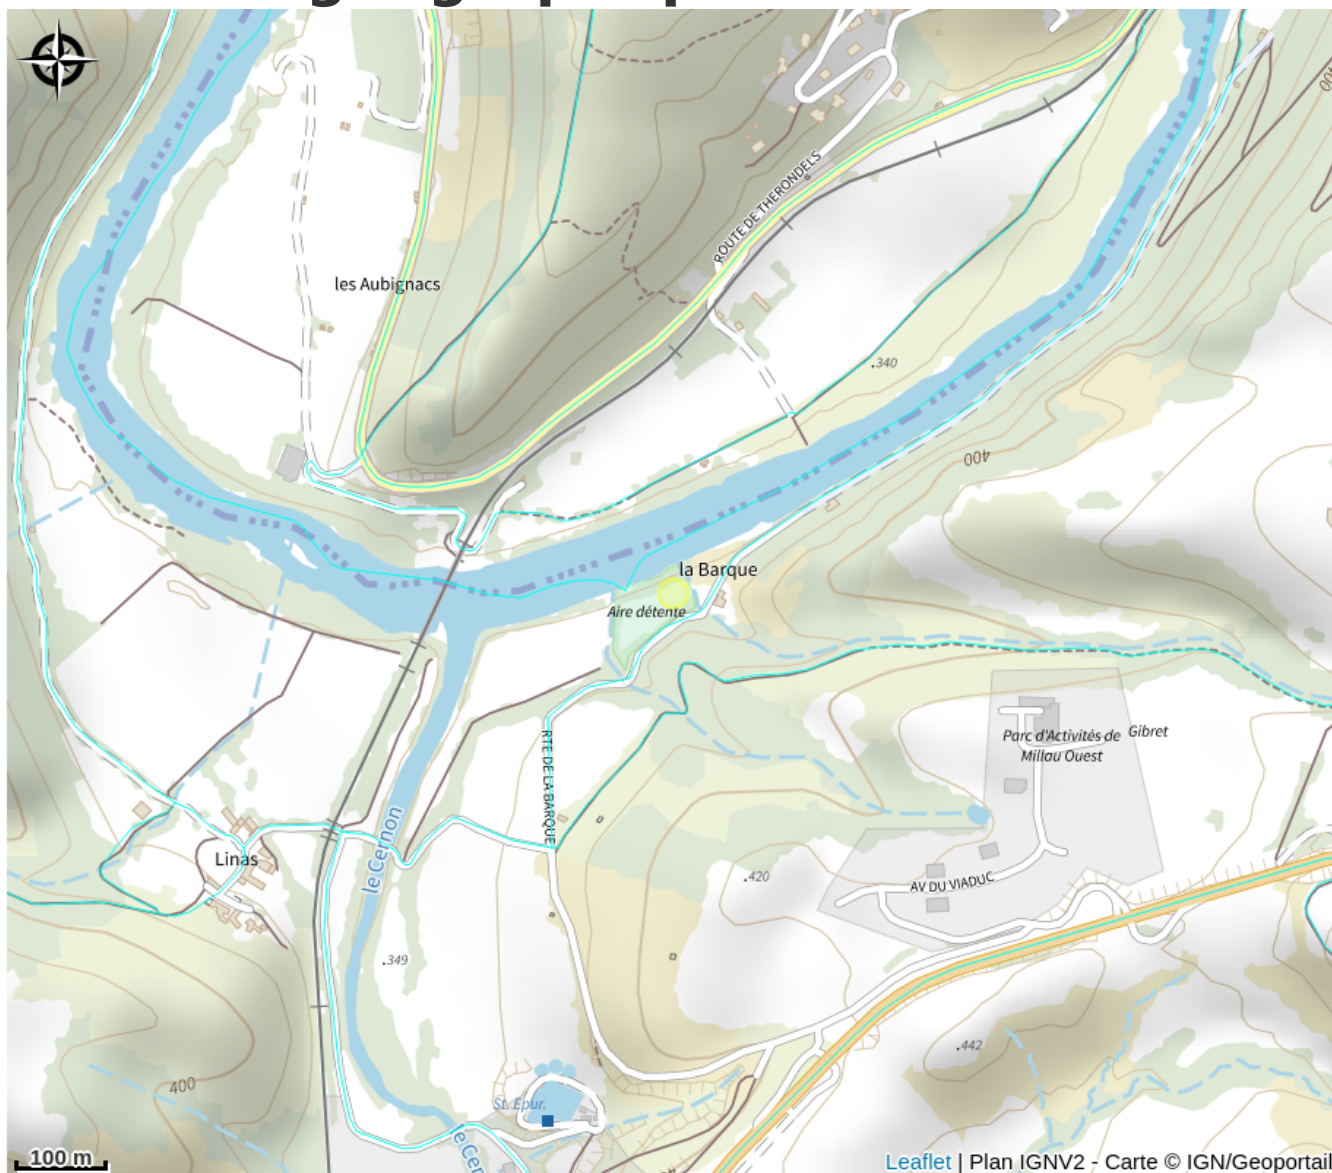 ROUTE DE THERONDELS
les Aubignacs
.340
400
400
la Barque
Aire détente
RTE DE LA BARQUE
Parc d'Activités de
Millau Ouest
Gibret
le Cernon
Linas
.420
AV DU VIADUC
.349
.442
400
St. Epur.
le Cer
100 m
Leaflet | Plan IGNV2 - Carte © IGN/Geoportail